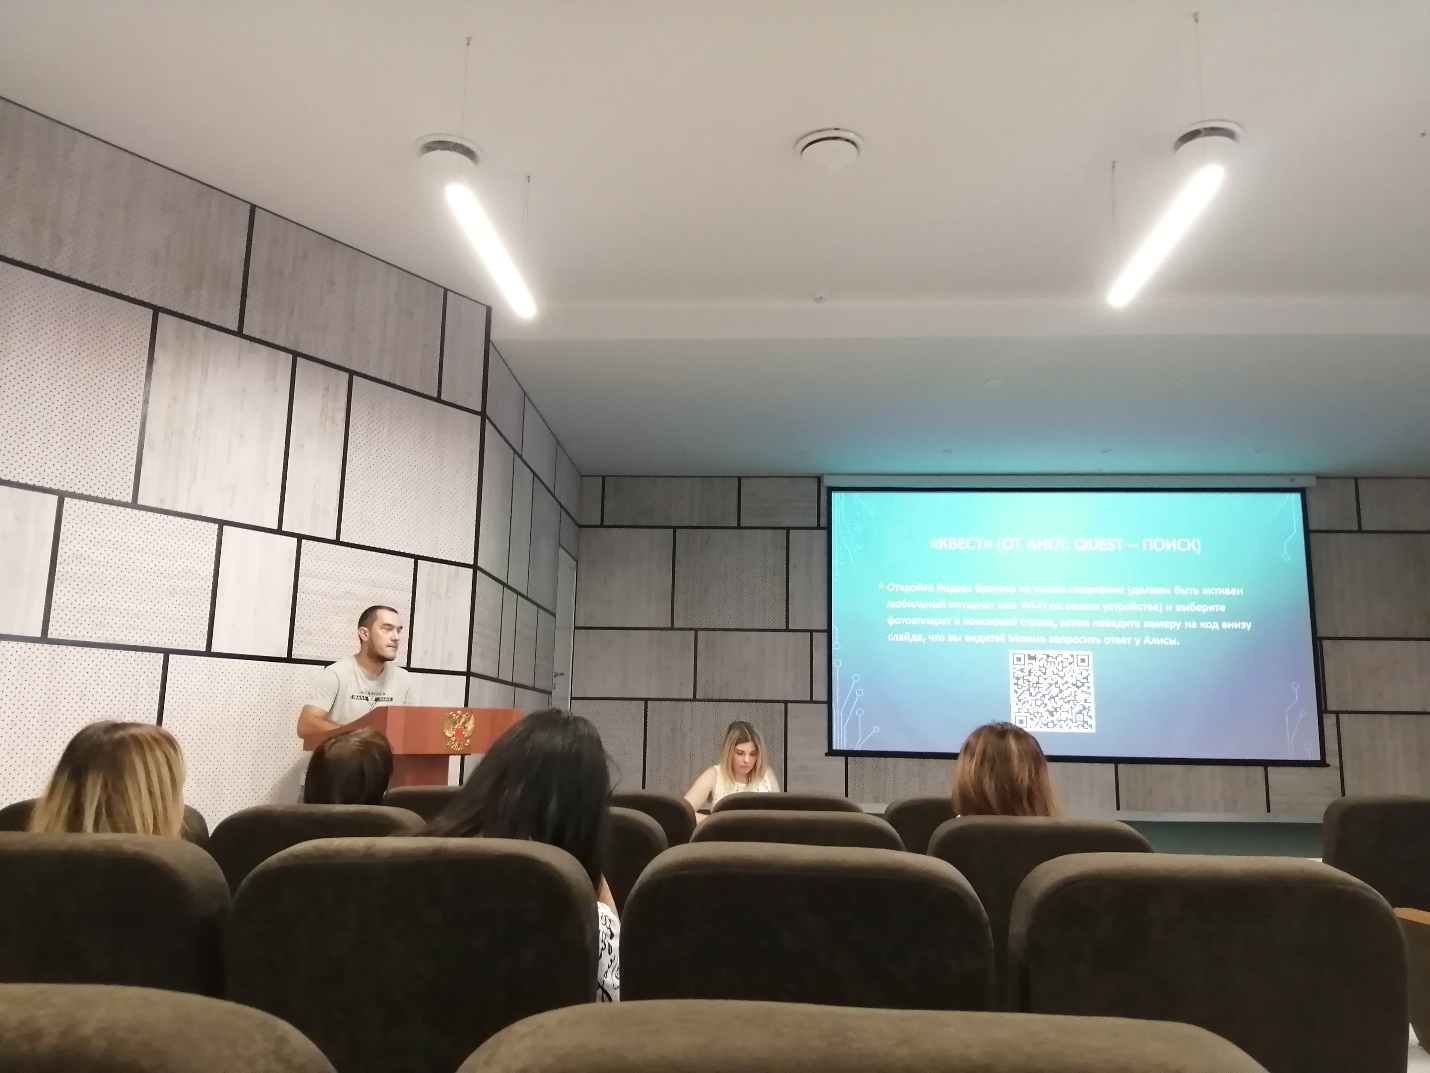 «КВЕСТ» (ОТ АНГЛ. QUEST – ПОИСК)
Откройте Яндекс браузер на своем смартфоне (должен быть активен
мобильный интернет или Wi-Fi на вашем устройстве) и выберите
фотоаппарат в поисковой строке, затем наведите камеру на код внизу
слайда, что вы видите? Можно запросить ответ у Алисы.